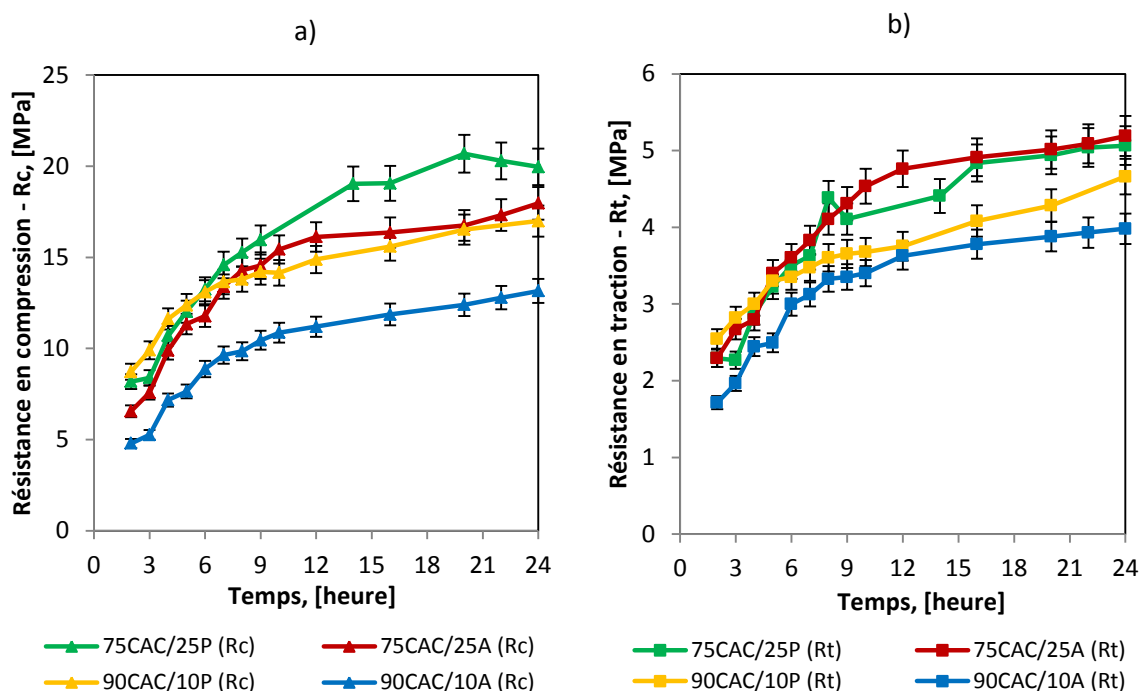 a)
Résistance en compression - Rc, [MPa]
25
20
15
10
5
0
0 3 6 9 12 15 18 21 24
Temps, [heure]
75CAC/25P (Rc) 75CAC/25A (Rc)
90CAC/10P (Rc) 90CAC/10A (Rc)
b)
Résistance en traction - Rt, [MPa]
6
5
4
3
2
1
0
0 3 6 9 12 15 18 21 24
Temps, [heure]
75CAC/25P (Rt) 75CAC/25A (Rt)
90CAC/10P (Rt) 90CAC/10A (Rt)